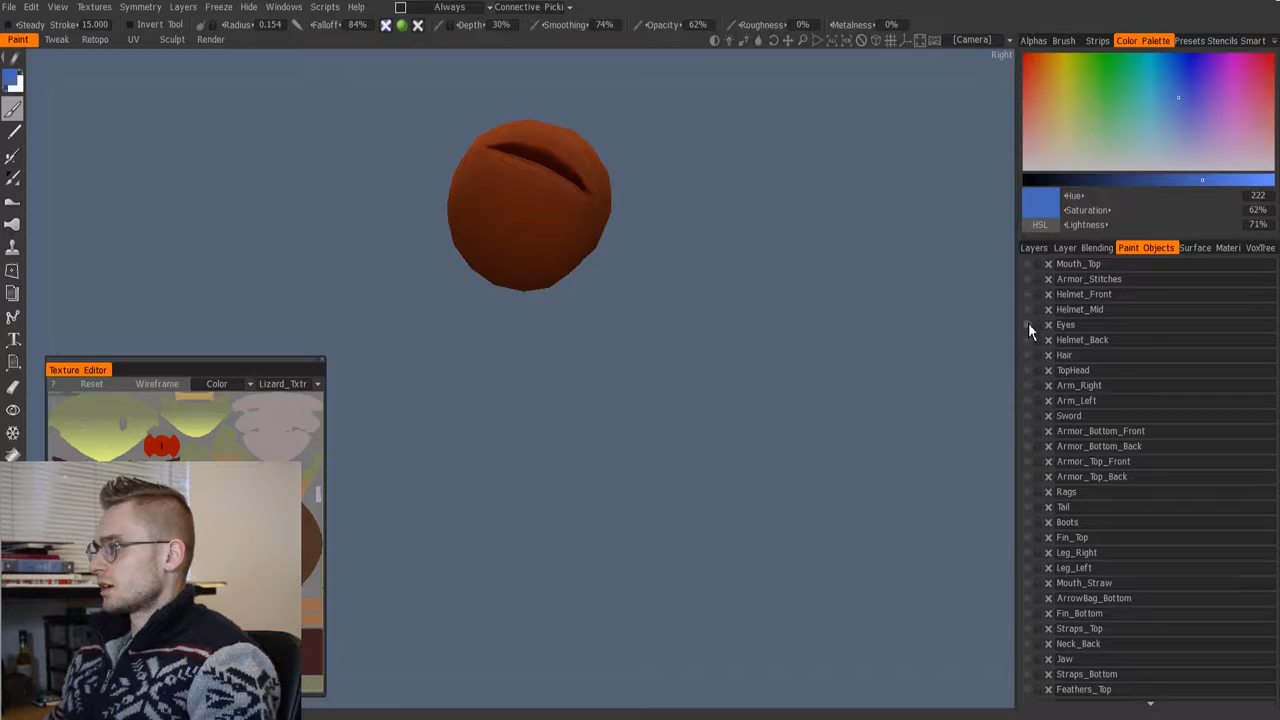 File Edit View Textures Symmetry Layers Freeze Hide Windows Scripts Help Always Connective Picki
Steady Stroke 15.000 Invert Tool Radius 0.154 Falloff 84% Depth 30% Smoothing 74% Opacity 62% Roughness 0% Metalness 0%
Paint Tweak Retopo UV Sculpt Render [Camera]
Alphas Brush Strips Color Palette Presets Stencils Smart
Right
Hue 222
Saturation 62%
HSL Lightness 71%
Layers Layer Blending Paint Objects Surface Materi VoxTree
Mouth_Top
Armor_Stitches
Helmet_Front
Helmet_Mid
Eyes
Helmet_Back
Hair
TopHead
Arm_Right
Arm_Left
Sword
Armor_Bottom_Front
Armor_Bottom_Back
Armor_Top_Front
Armor_Top_Back
Rags
Tail
Boots
Fin_Top
Leg_Right
Leg_Left
Mouth_Straw
ArrowBag_Bottom
Fin_Bottom
Straps_Top
Neck_Back
Jaw
Straps_Bottom
Feathers_Top
Texture Editor
? Reset Wireframe Color Lizard_Txtr